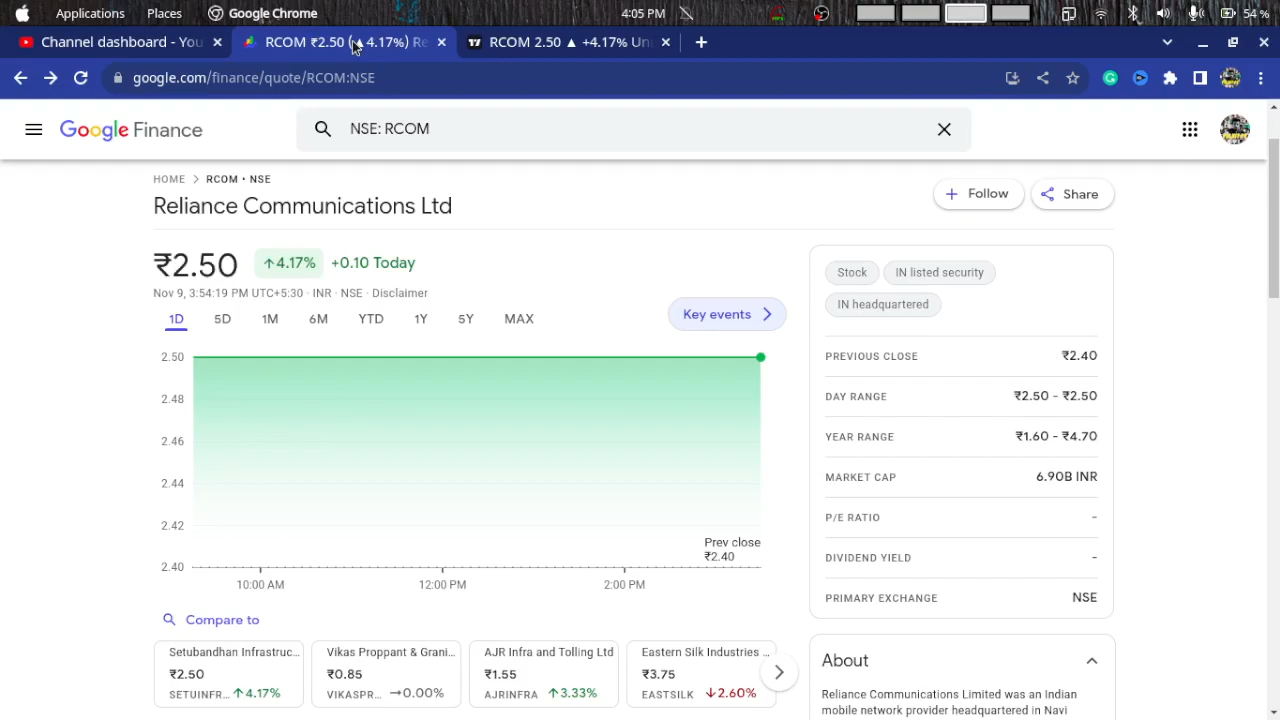 Applications Places Google Chrome 4:05 PM 54 %
Channel dashboard - You RCOM ₹2.50 ( 4.17%) Re RCOM 2.50 ▲ +4.17% Un
google.com/finance/quote/RCOM:NSE
Google Finance NSE: RCOM
HOME > RCOM • NSE
Reliance Communications Ltd
+ Follow Share
₹2.50 ↑4.17% +0.10 Today
Nov 9, 3:54:19 PM UTC+5:30 · INR · NSE · Disclaimer
1D 5D 1M 6M YTD 1Y 5Y MAX
Key events
2.50
2.48
2.46
2.44
2.42
2.40
Prev close
₹2.40
10:00 AM 12:00 PM 2:00 PM
Compare to
Setubandhan Infrastruc...
₹2.50
SETUINFR... ↑4.17%
Vikas Proppant & Grani...
₹0.85
VIKASPR... →0.00%
AJR Infra and Tolling Ltd
₹1.55
AJRINFRA ↑3.33%
Eastern Silk Industries ...
₹3.75
EASTSILK ↓2.60%
Stock IN listed security
IN headquartered
PREVIOUS CLOSE ₹2.40
DAY RANGE ₹2.50 - ₹2.50
YEAR RANGE ₹1.60 - ₹4.70
MARKET CAP 6.90B INR
P/E RATIO -
DIVIDEND YIELD -
PRIMARY EXCHANGE NSE
About
Reliance Communications Limited was an Indian
mobile network provider headquartered in Navi